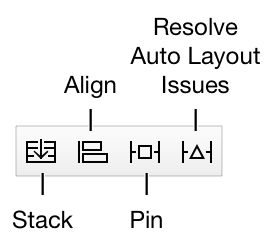 Resolve
Auto Layout
Issues
Align
Stack
Pin